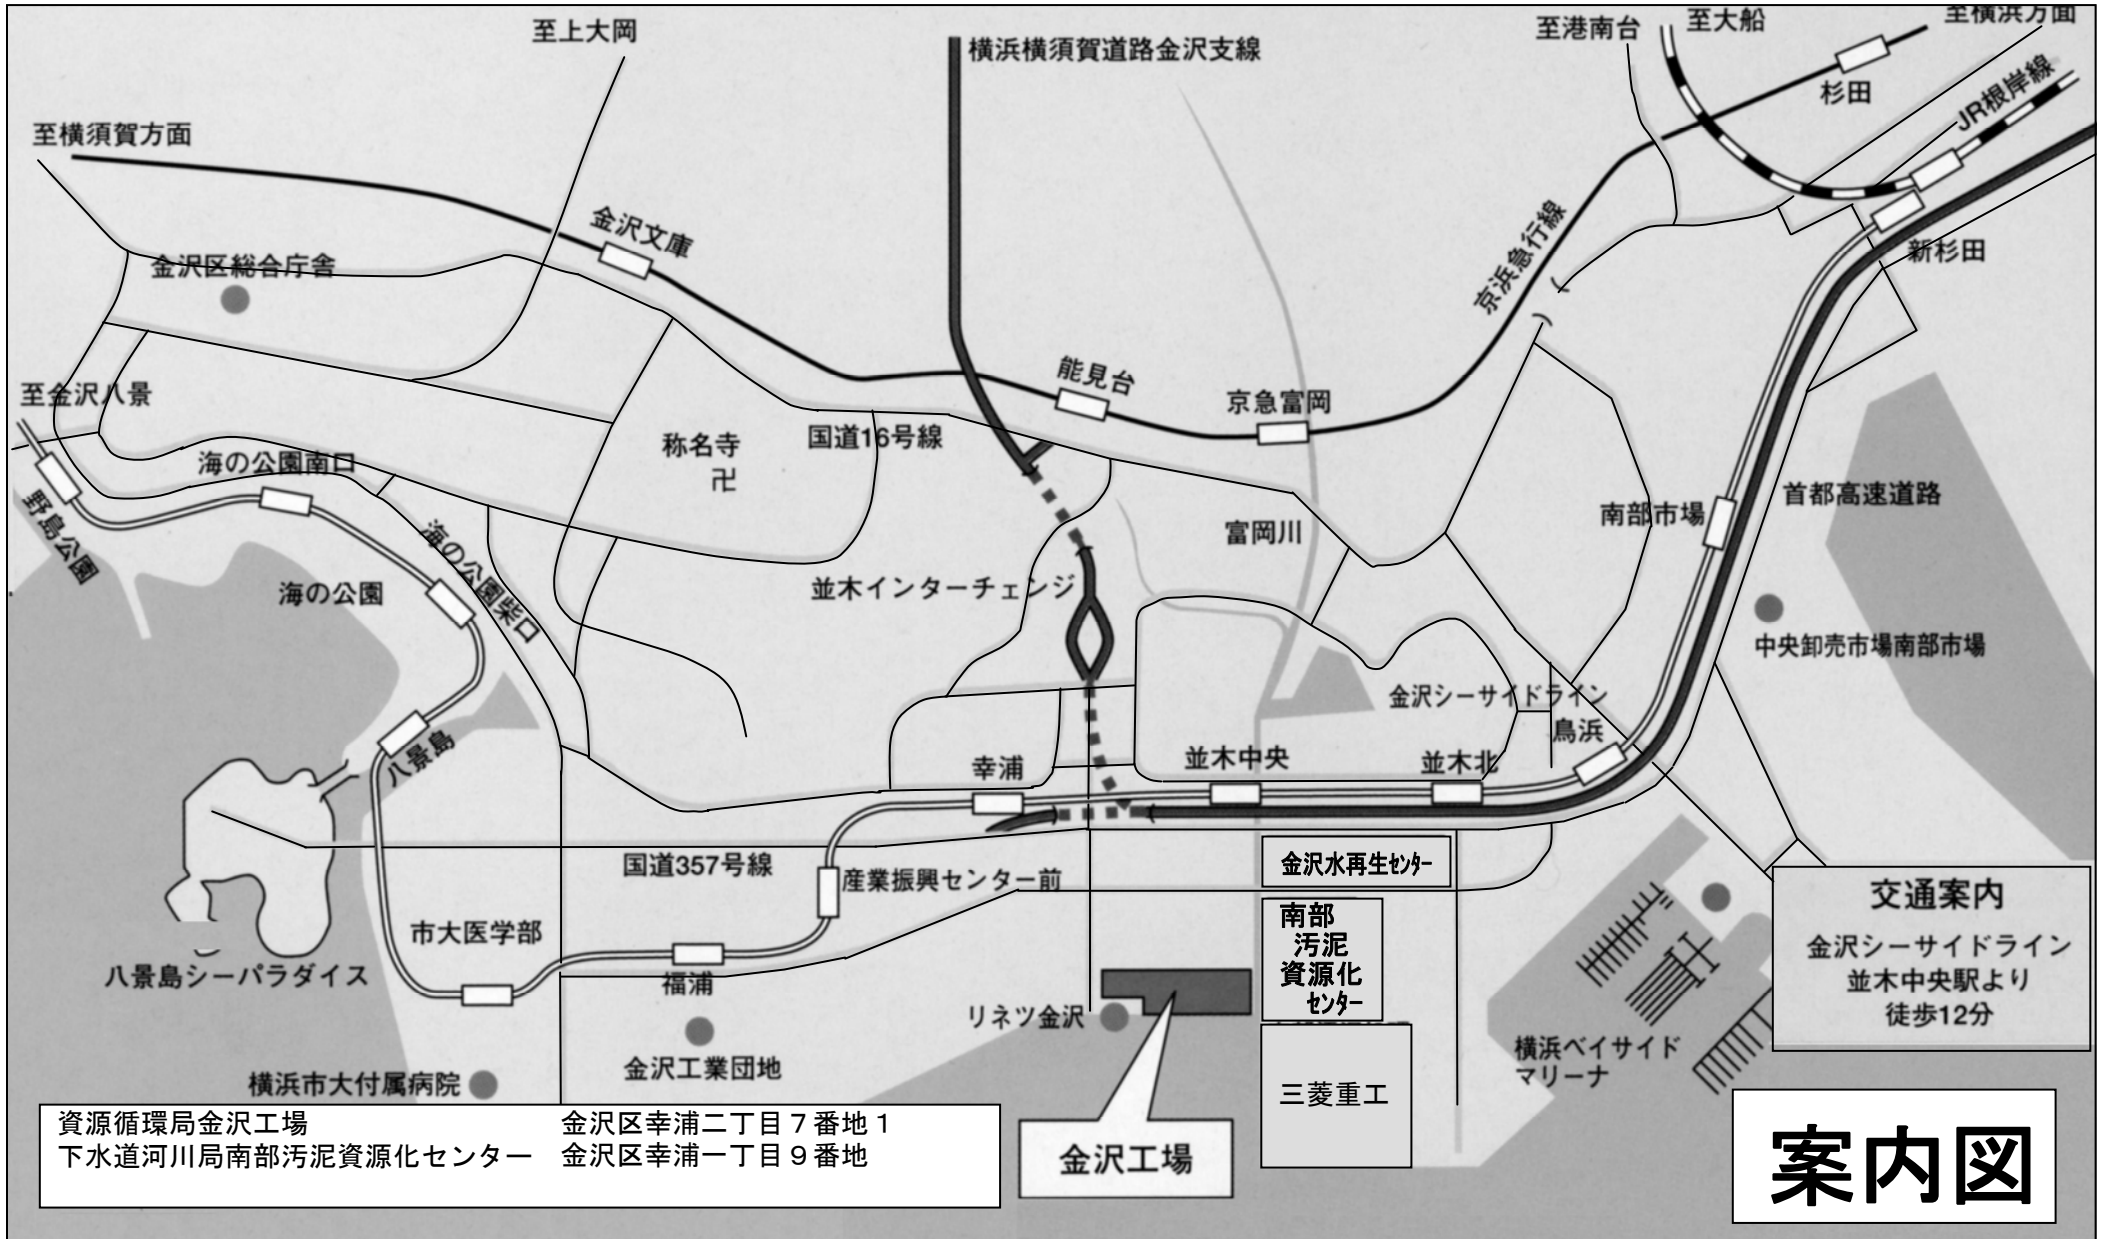 至上大岡
横浜横須賀道路金沢支線
至港南台
至大船
至横浜方面
杉田
JR根岸線
至横須賀方面
金沢文庫
京浜急行線
新杉田
金沢区総合庁舎
至金沢八景
能見台
京急富岡
国道16号線
称名寺
卍
海の公園南口
野島公園
南部市場
首都高速道路
富岡川
海の公園柴口
海の公園
並木インターチェンジ
中央卸売市場南部市場
金沢シーサイドライン
鳥浜
八景島
幸浦
並木中央
並木北
国道357号線
産業振興センター前
金沢水再生ｾﾝﾀｰ
南部
汚泥
資源化
ｾﾝﾀｰ
交通案内
金沢シーサイドライン
並木中央駅より
徒歩12分
市大医学部
八景島シーパラダイス
福浦
リネツ金沢
横浜ベイサイド
マリーナ
金沢工業団地
横浜市大付属病院
三菱重工
金沢工場
資源循環局金沢工場 金沢区幸浦二丁目７番地１
下水道河川局南部汚泥資源化センター 金沢区幸浦一丁目９番地
案内図